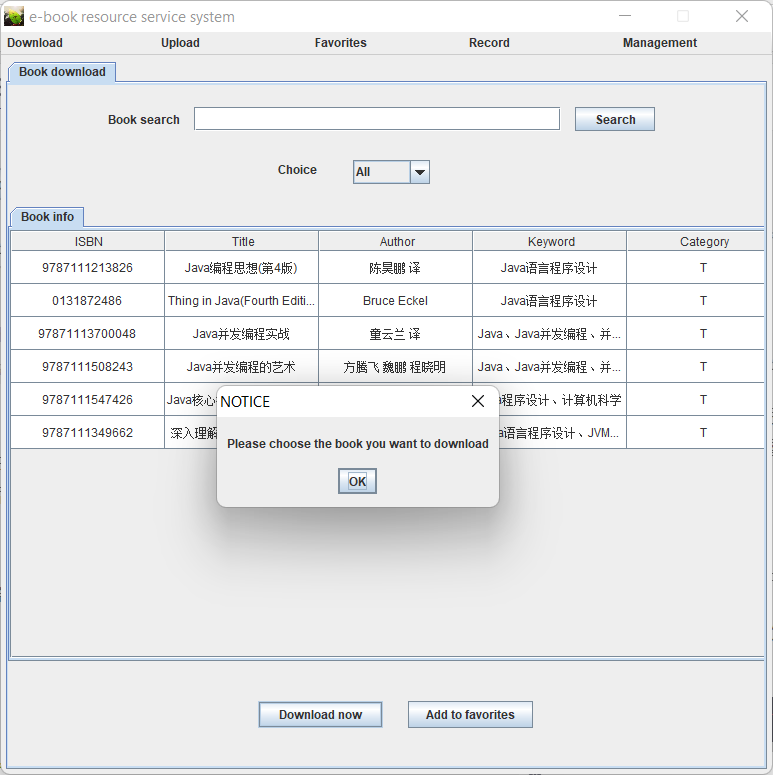 e-book resource service system
Download Upload Favorites Record Management
Book download
Book search Search
Choice All
Book info
ISBN Title Author Keyword Category
9787111213826 Java编程思想(第4版) 陈昊鹏 译 Java语言程序设计 T
0131872486 Thing in Java(Fourth Editi... Bruce Eckel Java语言程序设计 T
97871113700048 Java并发编程实战 童云兰 译 Java、Java并发编程、并... T
9787111508243 Java并发编程的艺术 方腾飞 魏鹏 程晓明 Java、Java并发编程、并... T
9787111547426 Java核心 程序设计、计算机科学 T
9787111349662 深入理解 语言程序设计、JVM... T
NOTICE
Please choose the book you want to download
OK
Download now Add to favorites